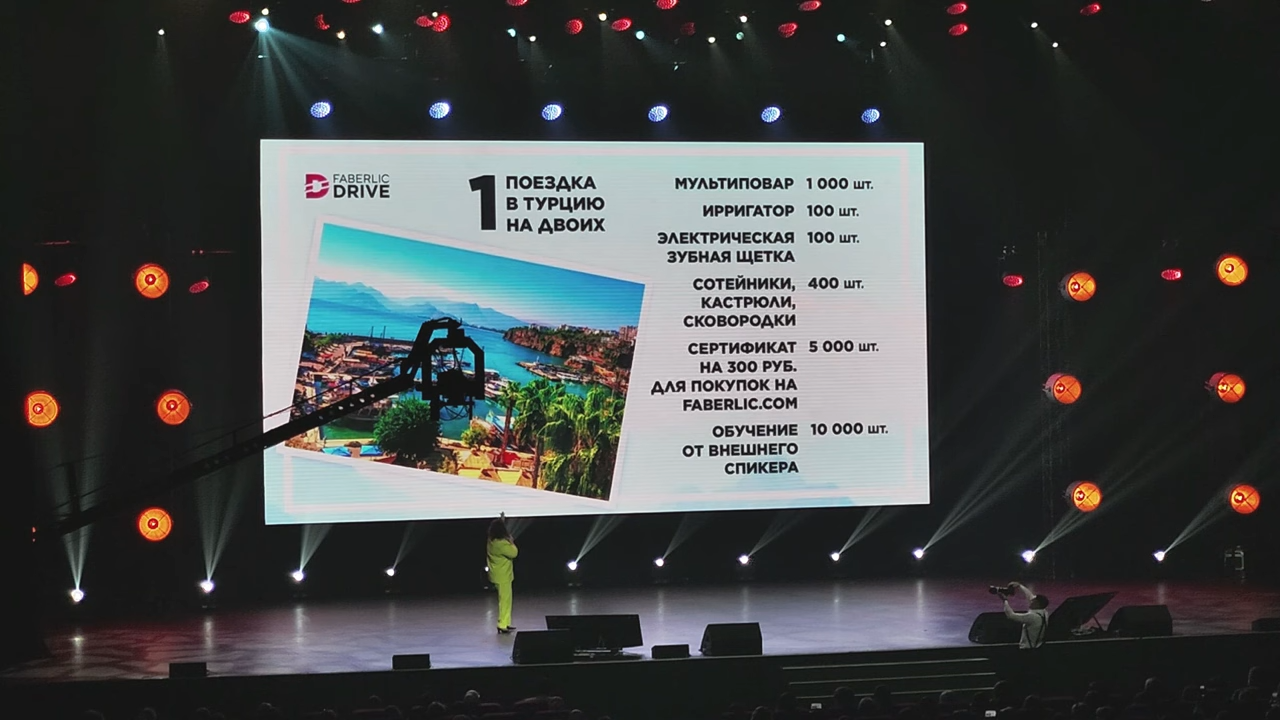 FABERLIC
DRIVE
1 ПОЕЗДКА
В ТУРЦИЮ
НА ДВОИХ
МУЛЬТИПОВАР 1 000 шт.
ИРРИГАТОР 100 шт.
ЭЛЕКТРИЧЕСКАЯ 100 шт.
ЗУБНАЯ ЩЕТКА
СОТЕЙНИКИ, 400 шт.
КАСТРЮЛИ,
СКОВОРОДКИ
СЕРТИФИКАТ 5 000 шт.
НА 300 РУБ.
ДЛЯ ПОКУПОК НА
FABERLIC.COM
ОБУЧЕНИЕ 10 000 шт.
ОТ ВНЕШНЕГО
СПИКЕРА